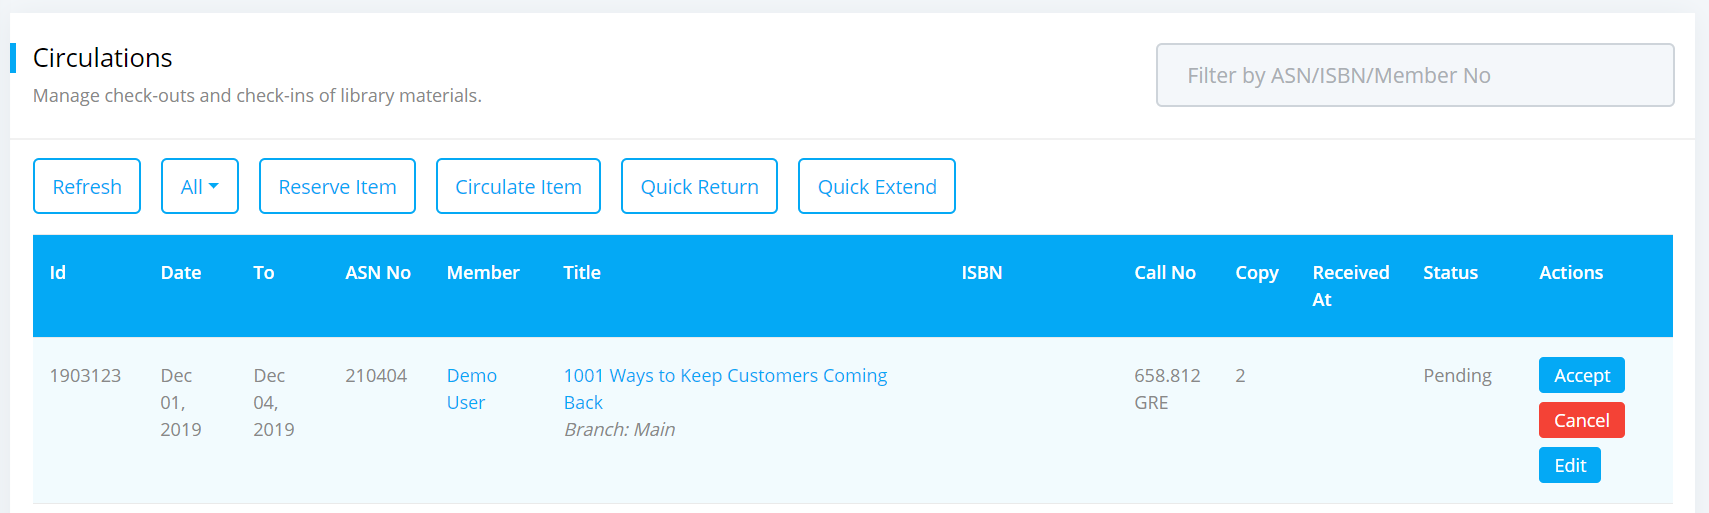 Circulations
Manage check-outs and check-ins of library materials.
Filter by ASN/ISBN/Member No
Refresh All Reserve Item Circulate Item Quick Return Quick Extend
Id Date To ASN No Member Title ISBN Call No Copy Received At Status Actions
1903123 Dec 01, 2019 Dec 04, 2019 210404 Demo User 1001 Ways to Keep Customers Coming Back
Branch: Main
658.812 GRE 2 Pending
Accept
Cancel
Edit